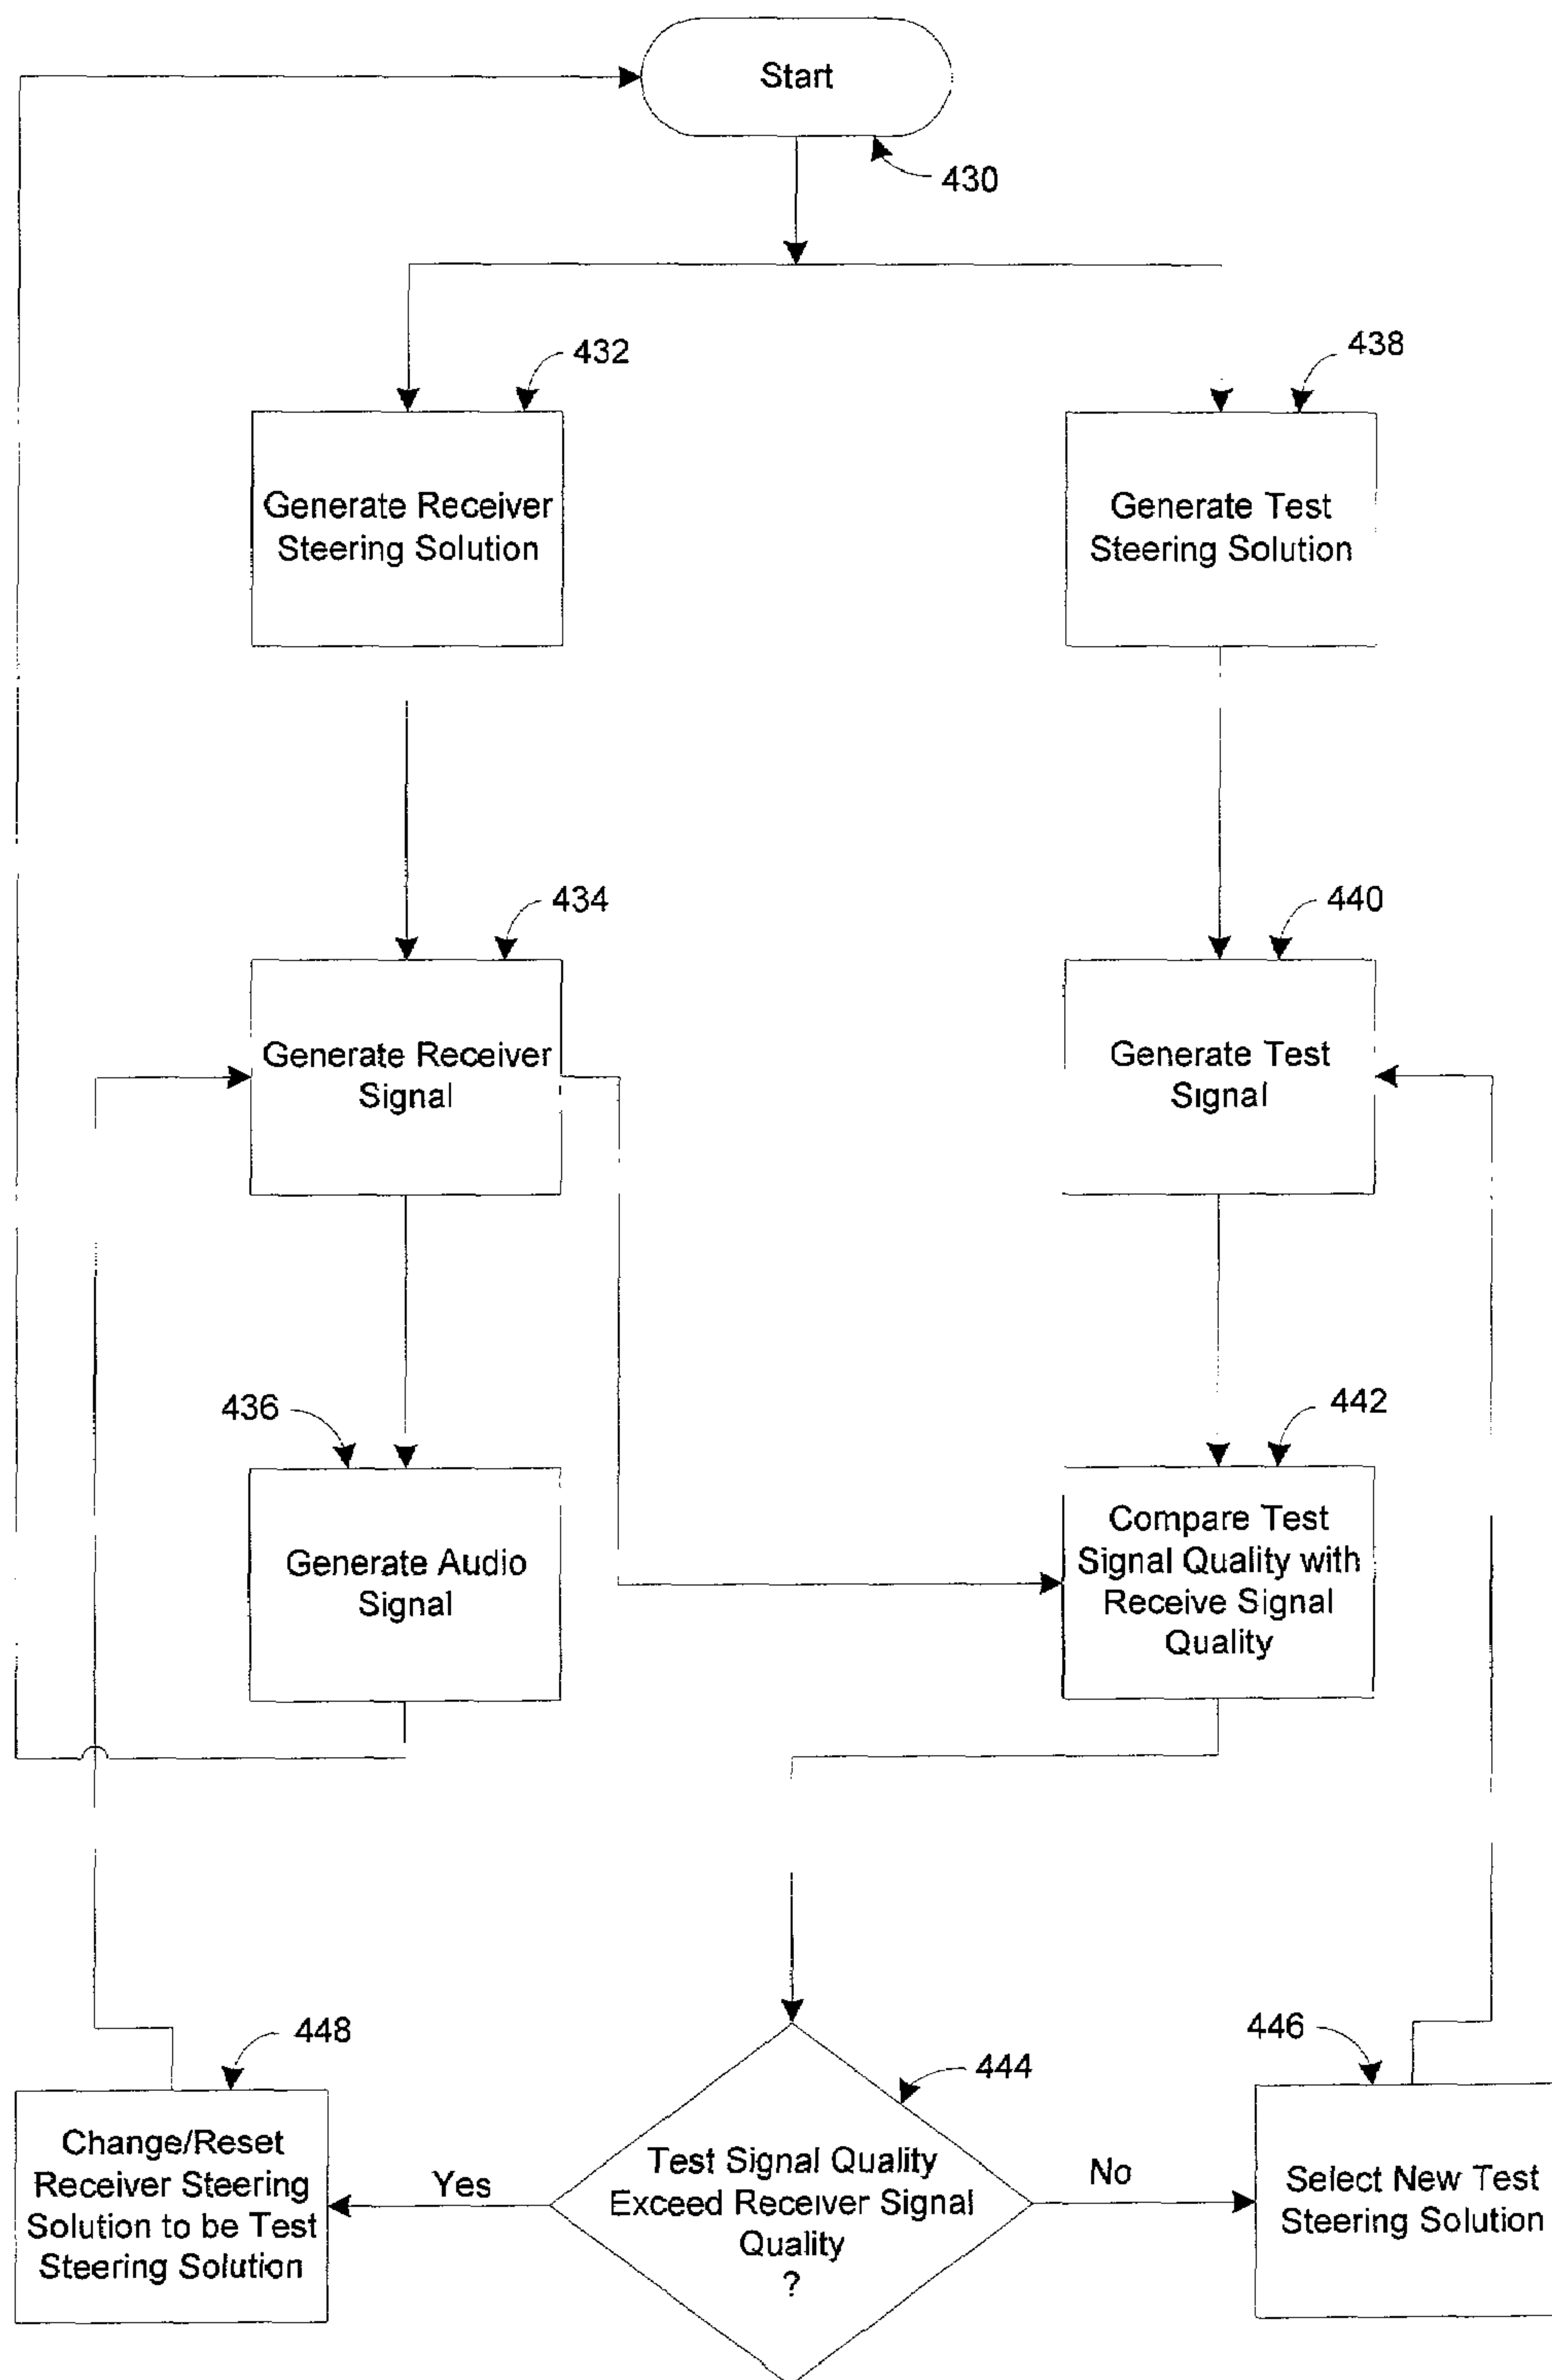 Start
430
432
438
Generate Receiver
Steering Solution
Generate Test
Steering Solution
434
440
Generate Receiver
Signal
Generate Test
Signal
436
442
Generate Audio
Signal
Compare Test
Signal Quality with
Receive Signal
Quality
448
444
446
Change/Reset
Receiver Steering
Solution to be Test
Steering Solution
Yes
Test Signal Quality
Exceed Receiver Signal
Quality
?
No
Select New Test
Steering Solution